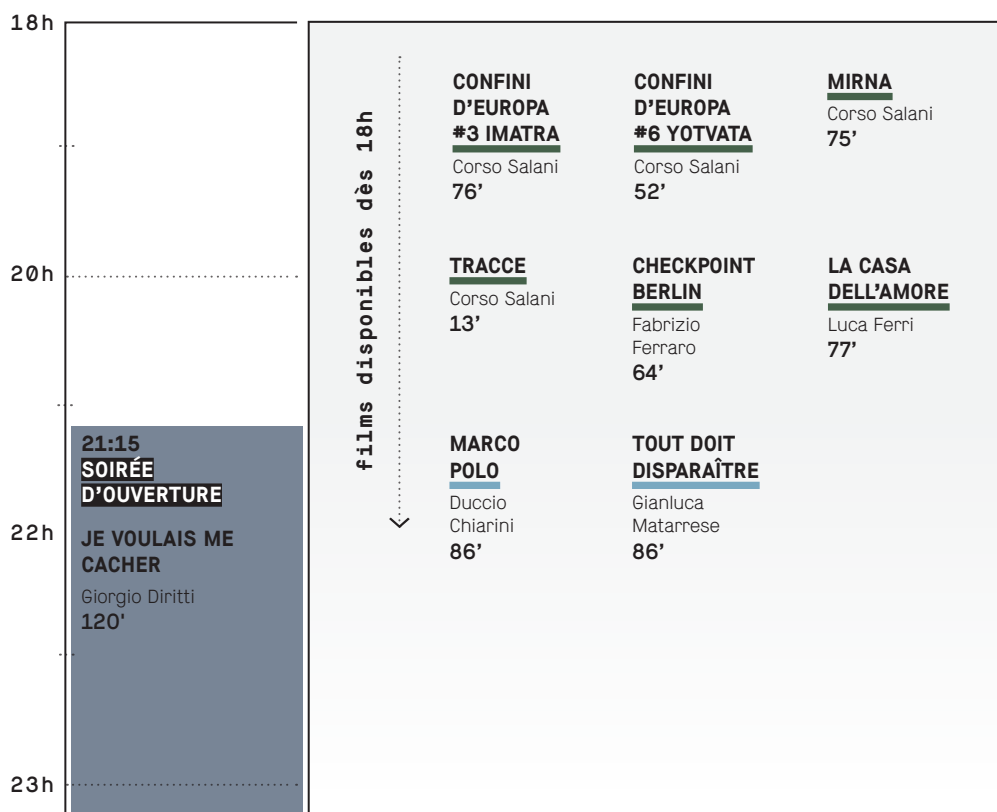 18h
20h
22h
23h
21:15
SOIRÉE
D'OUVERTURE
JE VOULAIS ME
CACHER
Giorgio Diritti
120'
films disponibles dès 18h
CONFINI
D'EUROPA
#3 IMATRA
Corso Salani
76’
CONFINI
D'EUROPA
#6 YOTVATA
Corso Salani
52’
MIRNA
Corso Salani
75’
TRACCE
Corso Salani
13’
CHECKPOINT
BERLIN
Fabrizio
Ferraro
64’
LA CASA
DELL’AMORE
Luca Ferri
77’
MARCO
POLO
Duccio
Chiarini
86’
TOUT DOIT
DISPARAÎTRE
Gianluca
Matarrese
86’